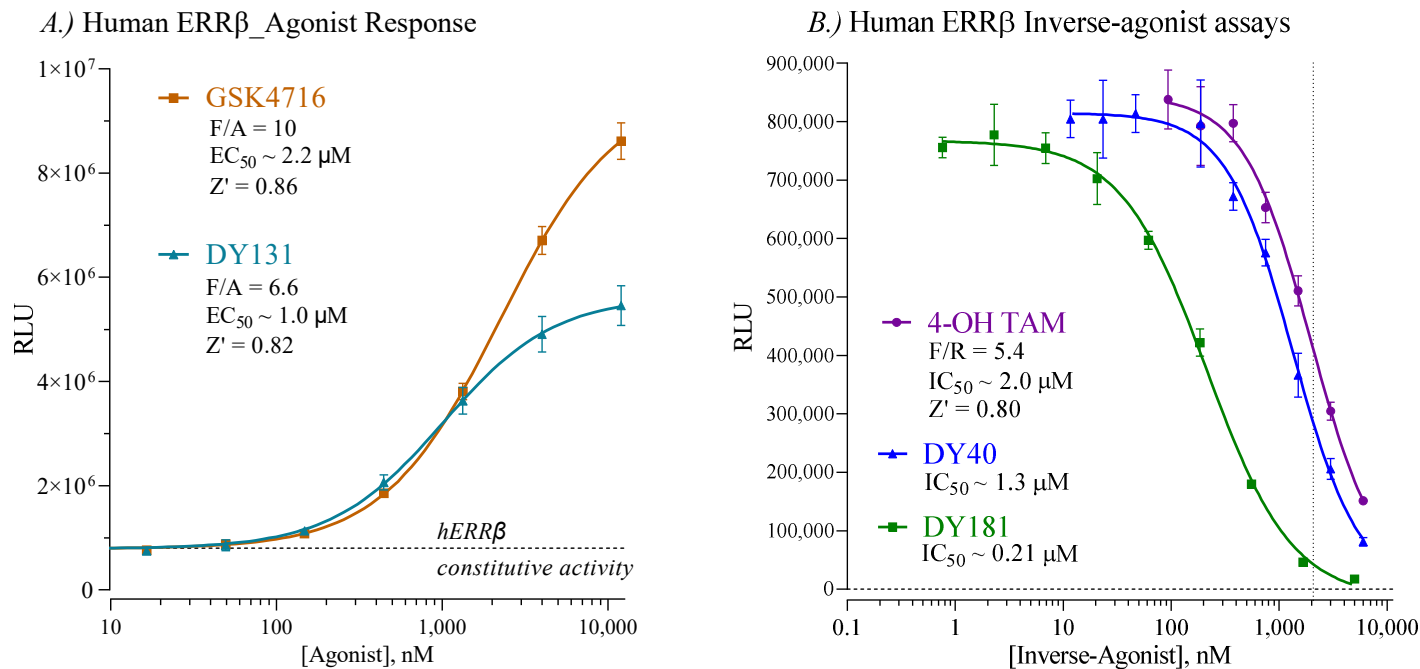 A.) Human ERRβ_Agonist Response
1×10⁷
8×10⁶
6×10⁶
4×10⁶
2×10⁶
0
RLU
GSK4716
F/A = 10
EC₅₀ ~ 2.2 μM
Z' = 0.86
DY131
F/A = 6.6
EC₅₀ ~ 1.0 μM
Z' = 0.82
hERRβ
constitutive activity
10
100
1,000
10,000
[Agonist], nM
B.) Human ERRβ Inverse-agonist assays
900,000
800,000
700,000
600,000
500,000
400,000
300,000
200,000
100,000
0
RLU
4-OH TAM
F/R = 5.4
IC₅₀ ~ 2.0 μM
Z' = 0.80
DY40
IC₅₀ ~ 1.3 μM
DY181
IC₅₀ ~ 0.21 μM
0.1
1
10
100
1,000
10,000
[Inverse-Agonist], nM